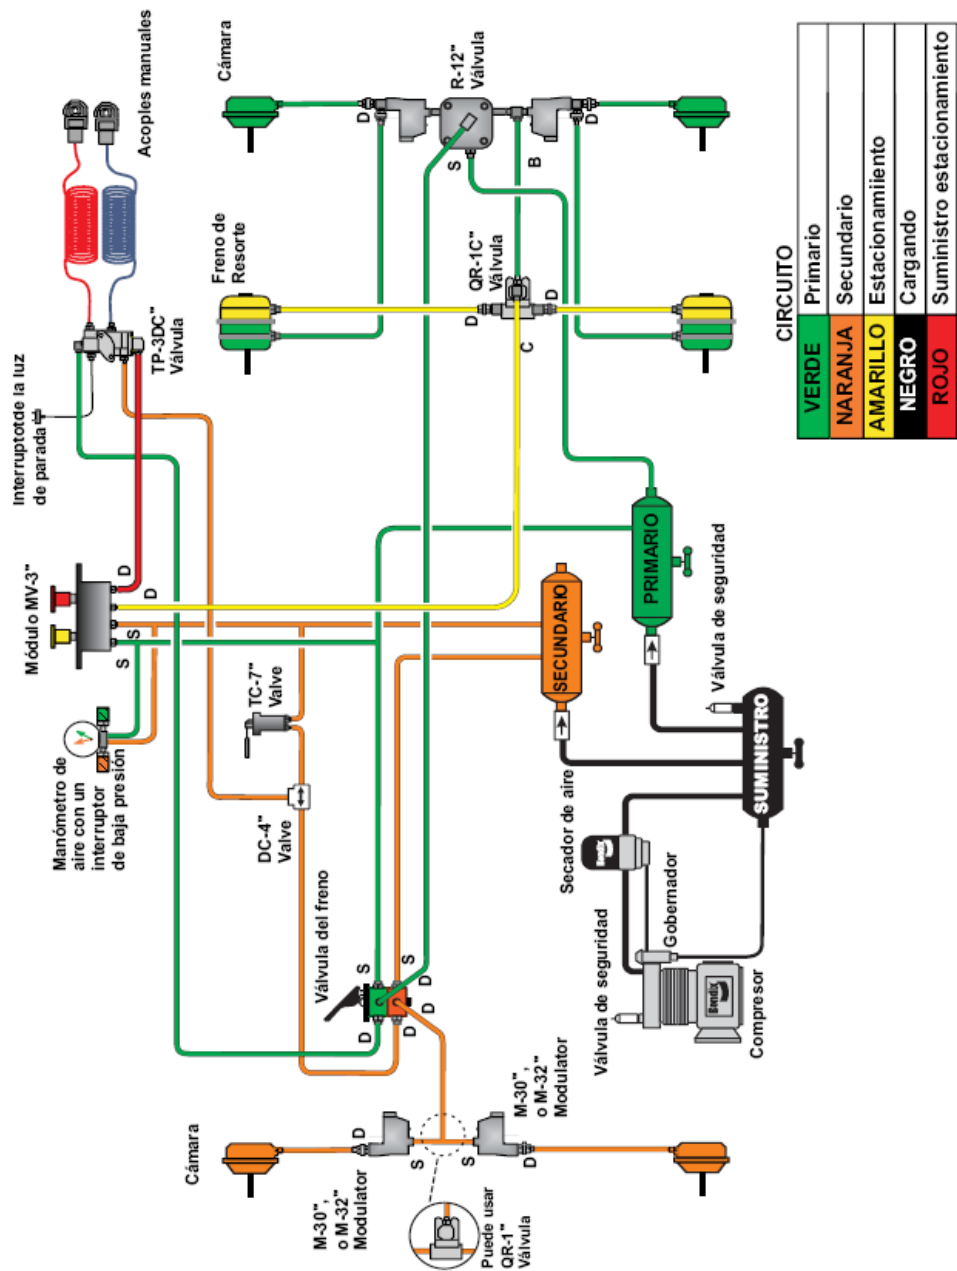 Acoples manuales
Cámara
R-12"
Válvula
D
S
B
D
Freno de
Resorte
QR-1C"
Válvula
D
D
C
TP-3DC"
Válvula
Interruptotde la luz
de parada
Módulo MV-3"
D
D
S
S
Manómetro de
aire con un
interruptor
de baja presión
TC-7"
Valve
DC-4"
Valve
Válvula del freno
S
S
D
D
D
D
SECUNDARIO
PRIMARIO
SUMINISTRO
Válvula de seguridad
Secador de aire
Bendix
Gobernador
Válvula de seguridad
Bendix
Compresor
Cámara
D
S
S
D
M-30",
o M-32"
Modulator
M-30",
o M-32"
Modulator
Puede usar
QR-1"
Válvula
CIRCUITO
VERDE Primario
NARANJA Secundario
AMARILLO Estacionamiiento
NEGRO Cargando
ROJO Suministro estacionamiento